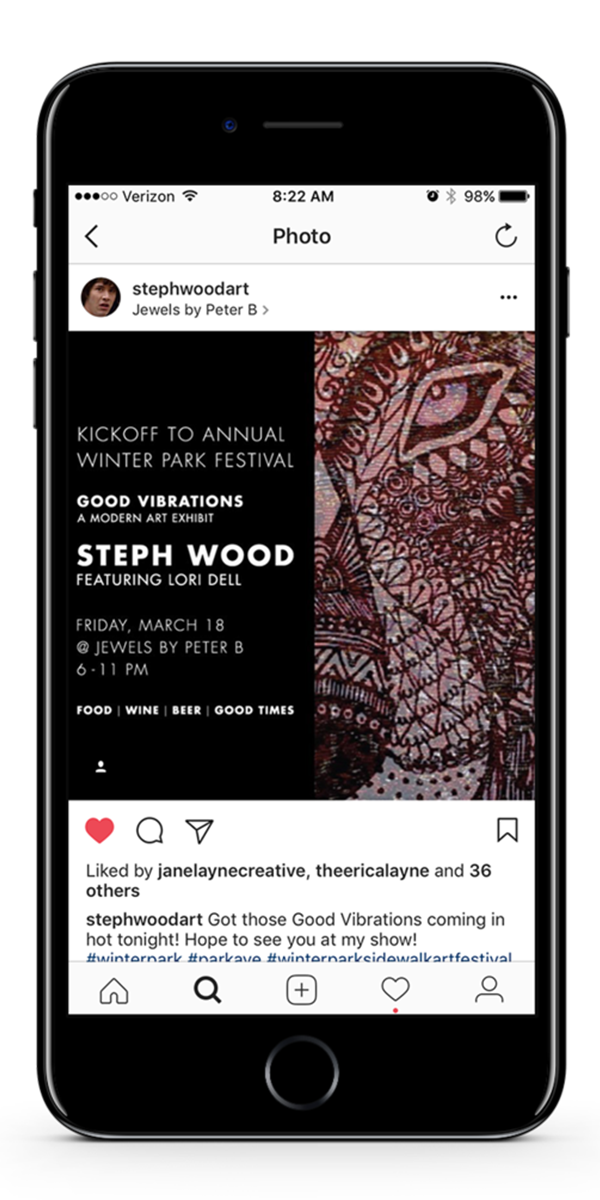 Verizon 8:22 AM 98%
Photo
stephwoodart
Jewels by Peter B
KICKOFF TO ANNUAL
WINTER PARK FESTIVAL
GOOD VIBRATIONS
A MODERN ART EXHIBIT
STEPH WOOD
FEATURING LORI DELL
FRIDAY, MARCH 18
@ JEWELS BY PETER B
6 - 11 PM
FOOD | WINE | BEER | GOOD TIMES
Liked by janelaynecreative, theericalayne and 36
others
stephwoodart Got those Good Vibrations coming in
hot tonight! Hope to see you at my show!
#winterpark #parkave #winterparksidewalkartfestival